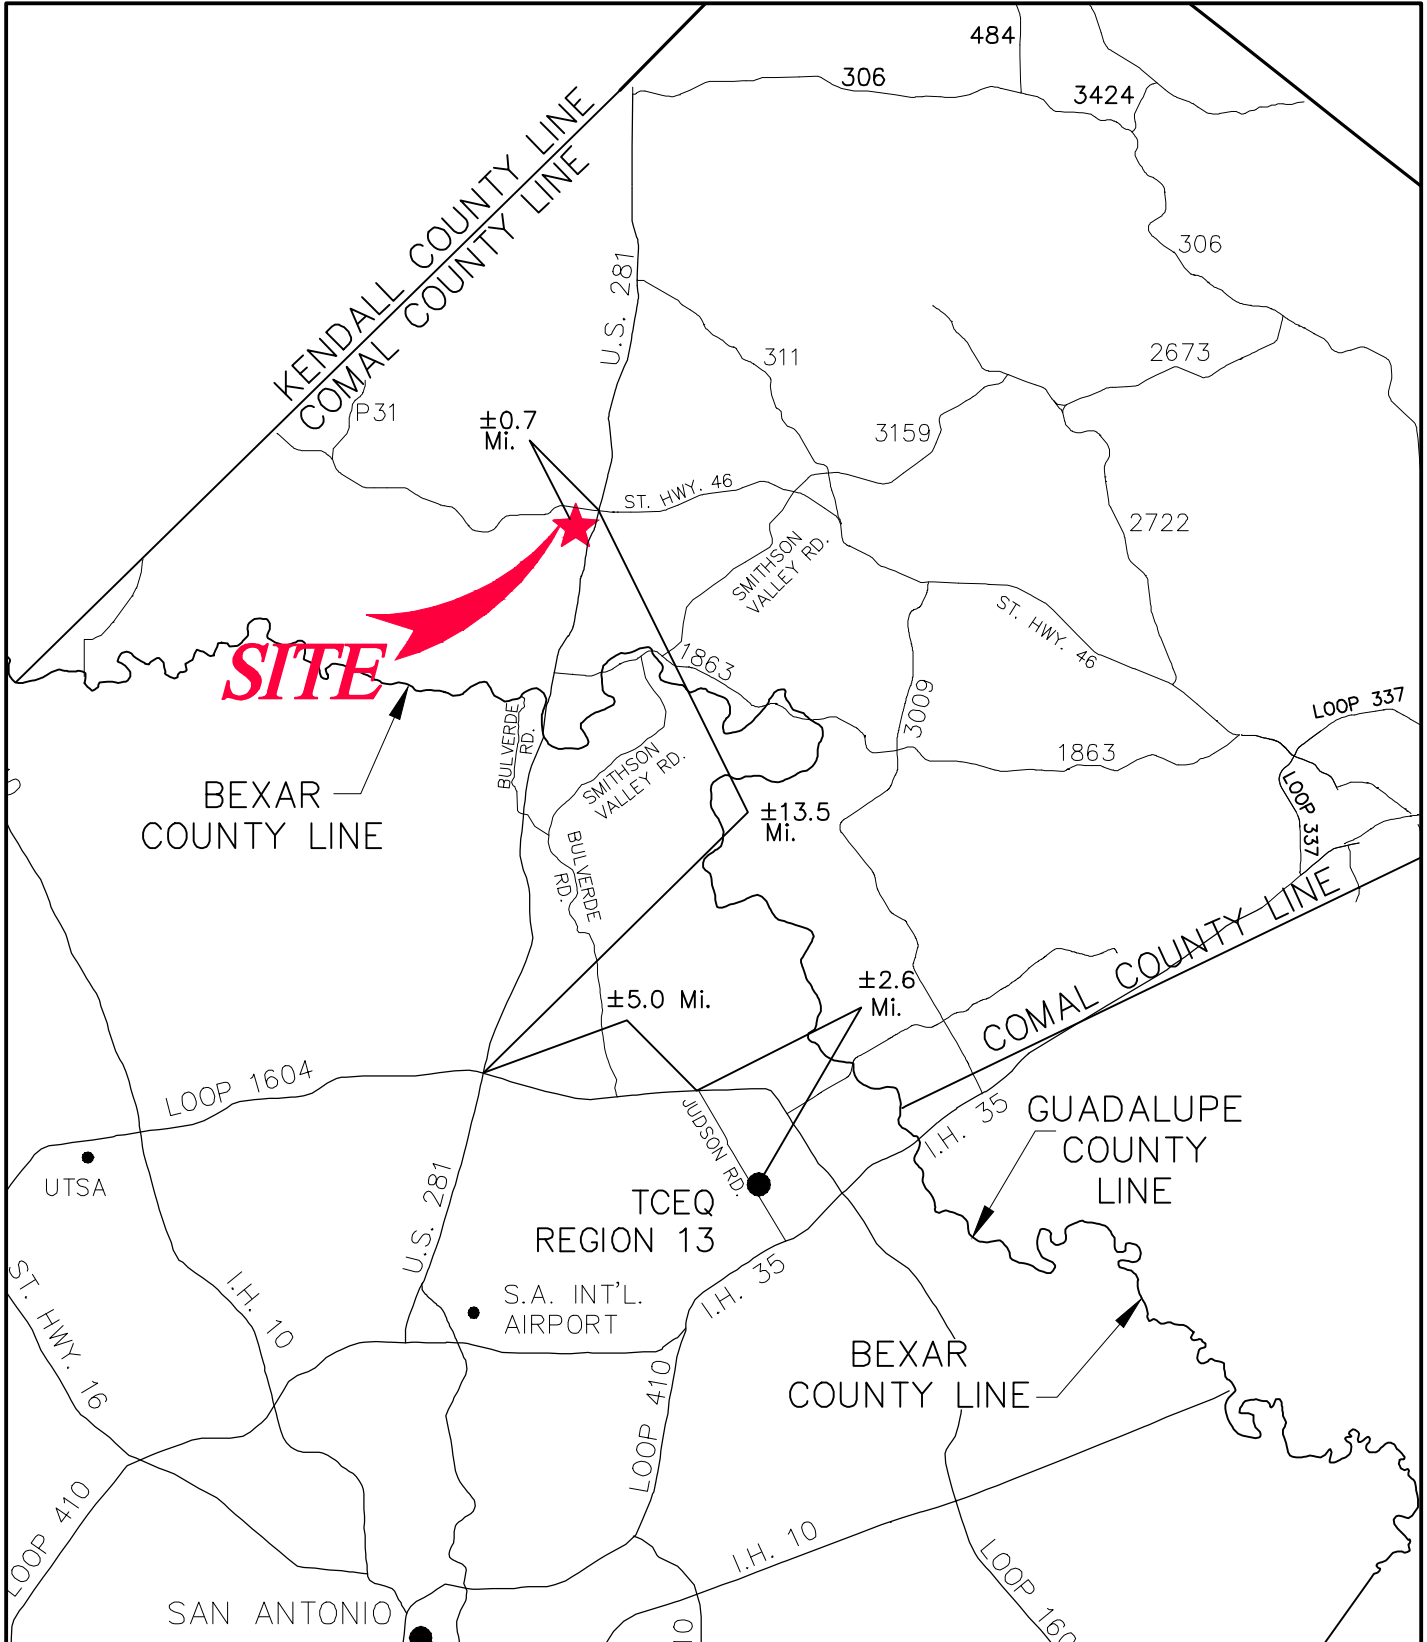 484
306
3424
KENDALL COUNTY LINE
COMAL COUNTY LINE
306
U.S. 281
311
2673
P31
±0.7
Mi.
3159
ST. HWY. 46
2722
SMITHSON
VALLEY RD.
ST. HWY. 46
SITE
1863
3009
LOOP 337
BULVERDE
RD.
1863
SMITHSON
VALLEY RD.
LOOP 337
BEXAR
COUNTY LINE
±13.5
Mi.
BULVERDE
RD.
COMAL COUNTY LINE
±2.6
Mi.
±5.0 Mi.
LOOP 1604
JUDSON RD.
I.H. 35
GUADALUPE
COUNTY
LINE
UTSA
U.S. 281
TCEQ
REGION 13
ST. HWY. 16
I.H. 10
I.H. 35
S.A. INT'L.
AIRPORT
BEXAR
COUNTY LINE
LOOP 410
LOOP 410
I.H. 10
LOOP 160
SAN ANTONIO
10